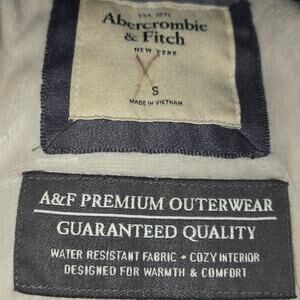 EST. 1892
Abercrombie
& Fitch
NEW YORK
S
MADE IN VIETNAM
A&F PREMIUM OUTERWEAR
GUARANTEED QUALITY
WATER RESISTANT FABRIC • COZY INTERIOR
DESIGNED FOR WARMTH & COMFORT